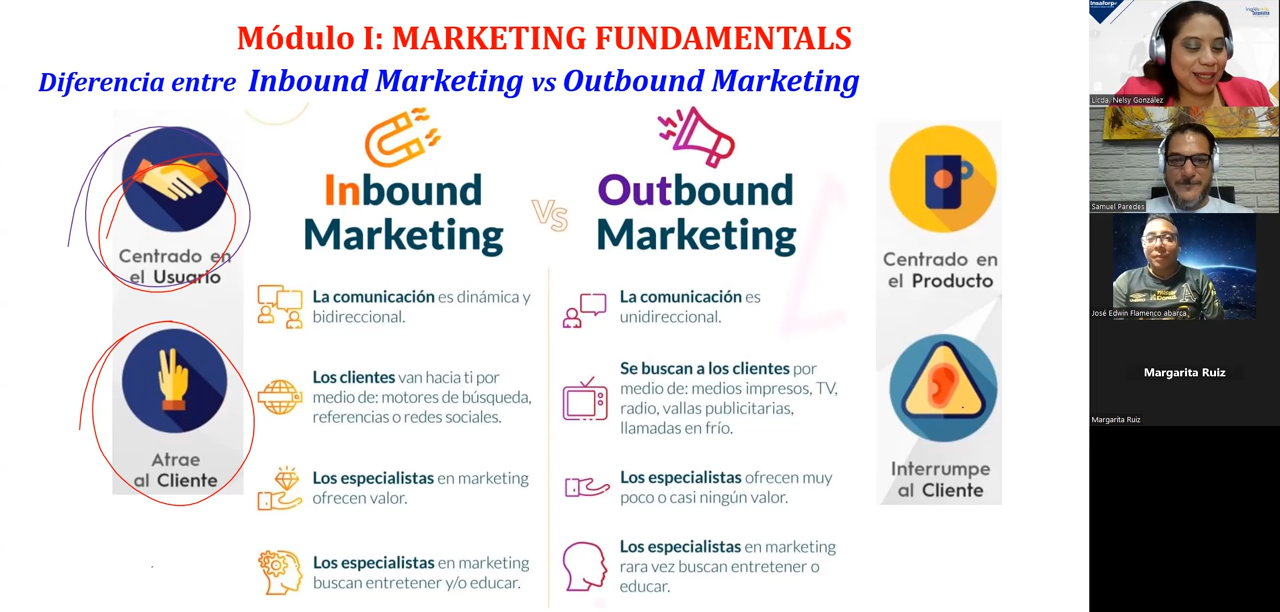 Módulo I: MARKETING FUNDAMENTALS
Diferencia entre Inbound Marketing vs Outbound Marketing
Centrado en
el Usuario
Atrae
al Cliente
Inbound
Marketing
La comunicación es dinámica y
bidireccional.
Los clientes van hacia ti por
medio de: motores de búsqueda,
referencias o redes sociales.
Los especialistas en marketing
ofrecen valor.
Los especialistas en marketing
buscan entretener y/o educar.
Vs
Outbound
Marketing
La comunicación es
unidireccional.
Se buscan a los clientes por
medio de: medios impresos, TV,
radio, vallas publicitarias,
llamadas en frío.
Los especialistas ofrecen muy
poco o casi ningún valor.
Los especialistas en marketing
rara vez buscan entretener o
educar.
Centrado en
el Producto
Interrumpe
al Cliente
Insaforp
Licda. Nelsy González
Samuel Paredes
José Edwin Flamenco abarca
Margarita Ruiz
Margarita Ruiz